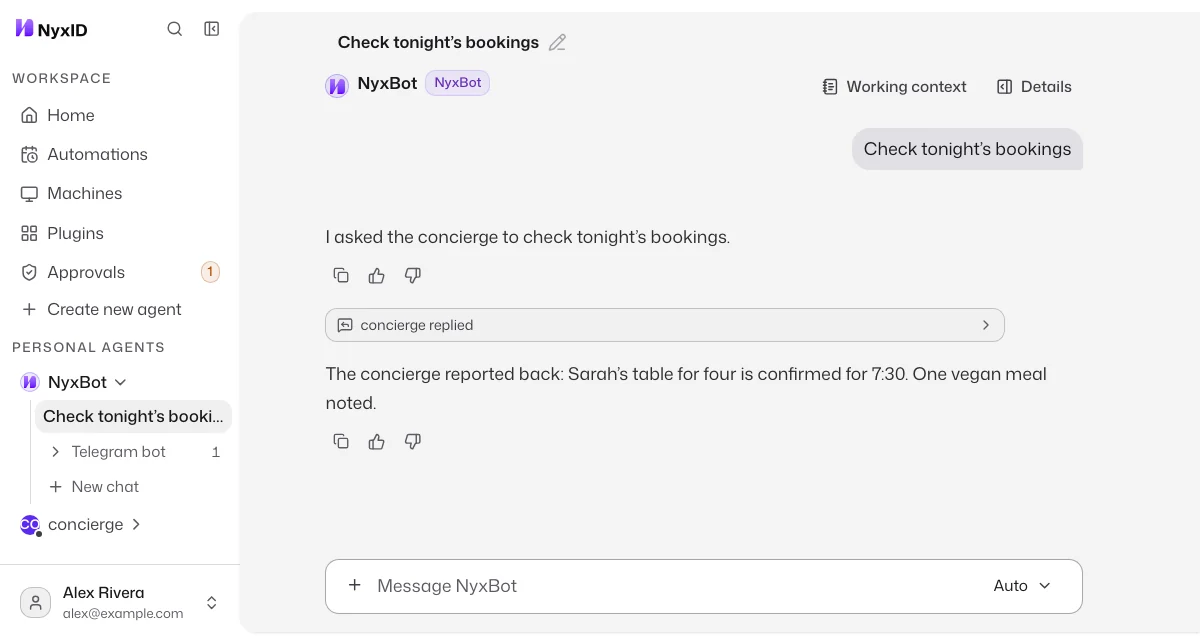 NyxID
WORKSPACE
Home
Automations
Machines
Plugins
Approvals 1
Create new agent
PERSONAL AGENTS
NyxBot
Check tonight's booki...
Telegram bot 1
New chat
CO concierge
Alex Rivera
alex@example.com
Check tonight's bookings
NyxBot NyxBot
Working context Details
Check tonight's bookings
I asked the concierge to check tonight's bookings.
concierge replied
The concierge reported back: Sarah's table for four is confirmed for 7:30. One vegan meal
noted.
Message NyxBot Auto